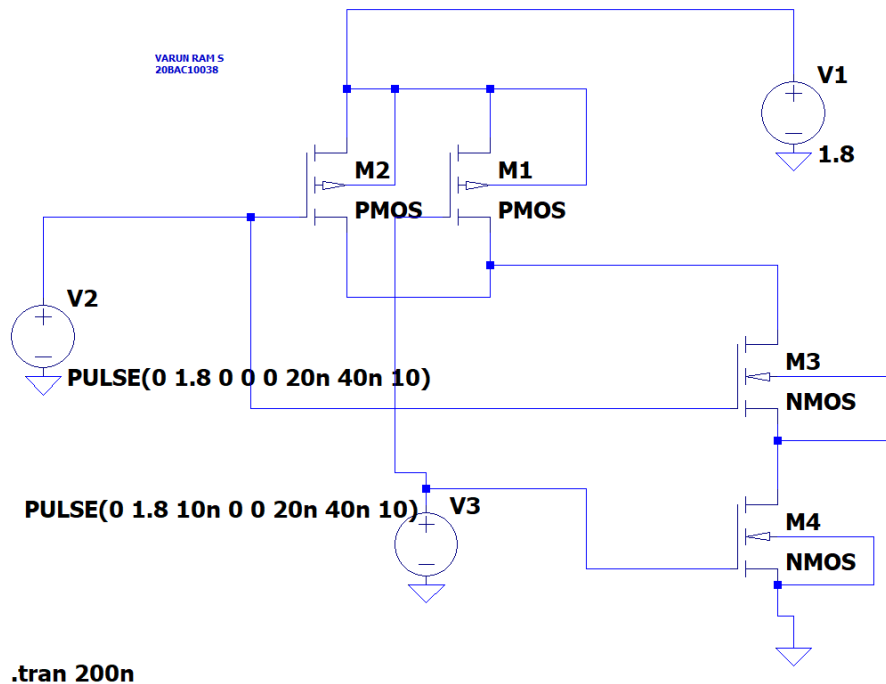 VARUN RAM S
20BAC10038
V1
1.8
M2
PMOS
M1
PMOS
V2
PULSE(0 1.8 0 0 0 20n 40n 10)
M3
NMOS
PULSE(0 1.8 10n 0 0 20n 40n 10)
V3
M4
NMOS
.tran 200n